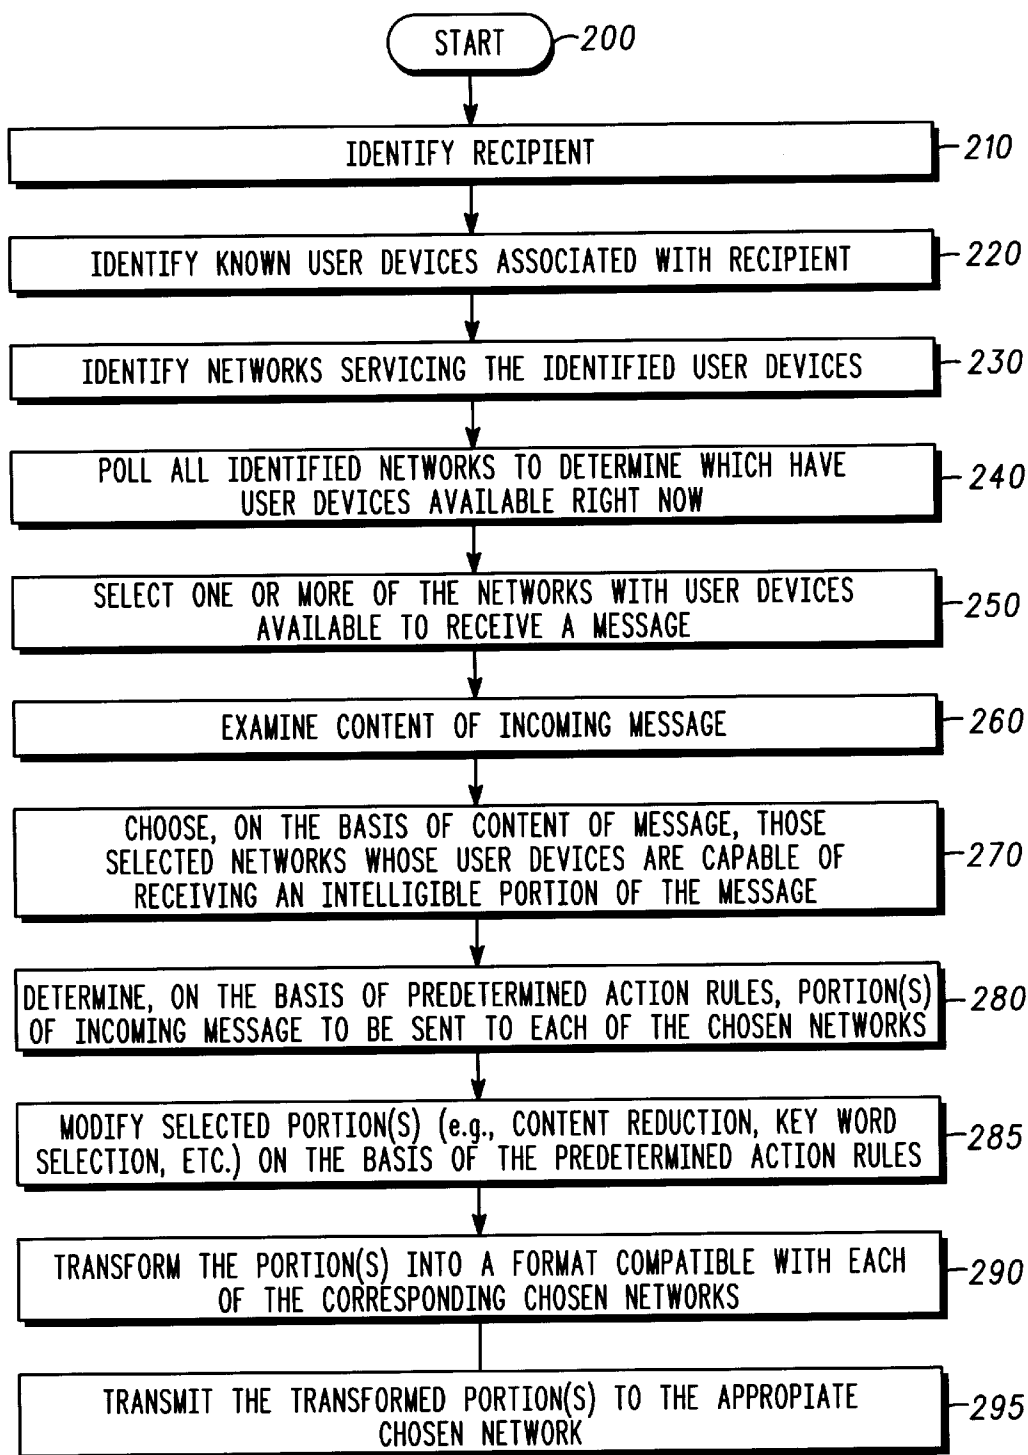 START
200
IDENTIFY RECIPIENT
210
IDENTIFY KNOWN USER DEVICES ASSOCIATED WITH RECIPIENT
220
IDENTIFY NETWORKS SERVICING THE IDENTIFIED USER DEVICES
230
POLL ALL IDENTIFIED NETWORKS TO DETERMINE WHICH HAVE
USER DEVICES AVAILABLE RIGHT NOW
240
SELECT ONE OR MORE OF THE NETWORKS WITH USER DEVICES
AVAILABLE TO RECEIVE A MESSAGE
250
EXAMINE CONTENT OF INCOMING MESSAGE
260
CHOOSE, ON THE BASIS OF CONTENT OF MESSAGE, THOSE
SELECTED NETWORKS WHOSE USER DEVICES ARE CAPABLE OF
RECEIVING AN INTELLIGIBLE PORTION OF THE MESSAGE
270
DETERMINE, ON THE BASIS OF PREDETERMINED ACTION RULES, PORTION(S)
OF INCOMING MESSAGE TO BE SENT TO EACH OF THE CHOSEN NETWORKS
280
MODIFY SELECTED PORTION(S) (e.g., CONTENT REDUCTION, KEY WORD
SELECTION, ETC.) ON THE BASIS OF THE PREDETERMINED ACTION RULES
285
TRANSFORM THE PORTION(S) INTO A FORMAT COMPATIBLE WITH EACH
OF THE CORRESPONDING CHOSEN NETWORKS
290
TRANSMIT THE TRANSFORMED PORTION(S) TO THE APPROPIATE
CHOSEN NETWORK
295